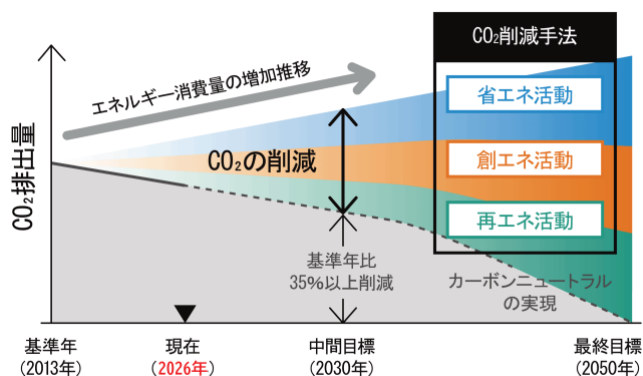 CO₂削減手法
エネルギー消費量の増加推移
省エネ活動
CO₂排出量
CO₂の削減
創エネ活動
再エネ活動
基準年比
35%以上削減
カーボンニュートラル
の実現
基準年
(2013年)
現在
(2026年)
中間目標
(2030年)
最終目標
(2050年)